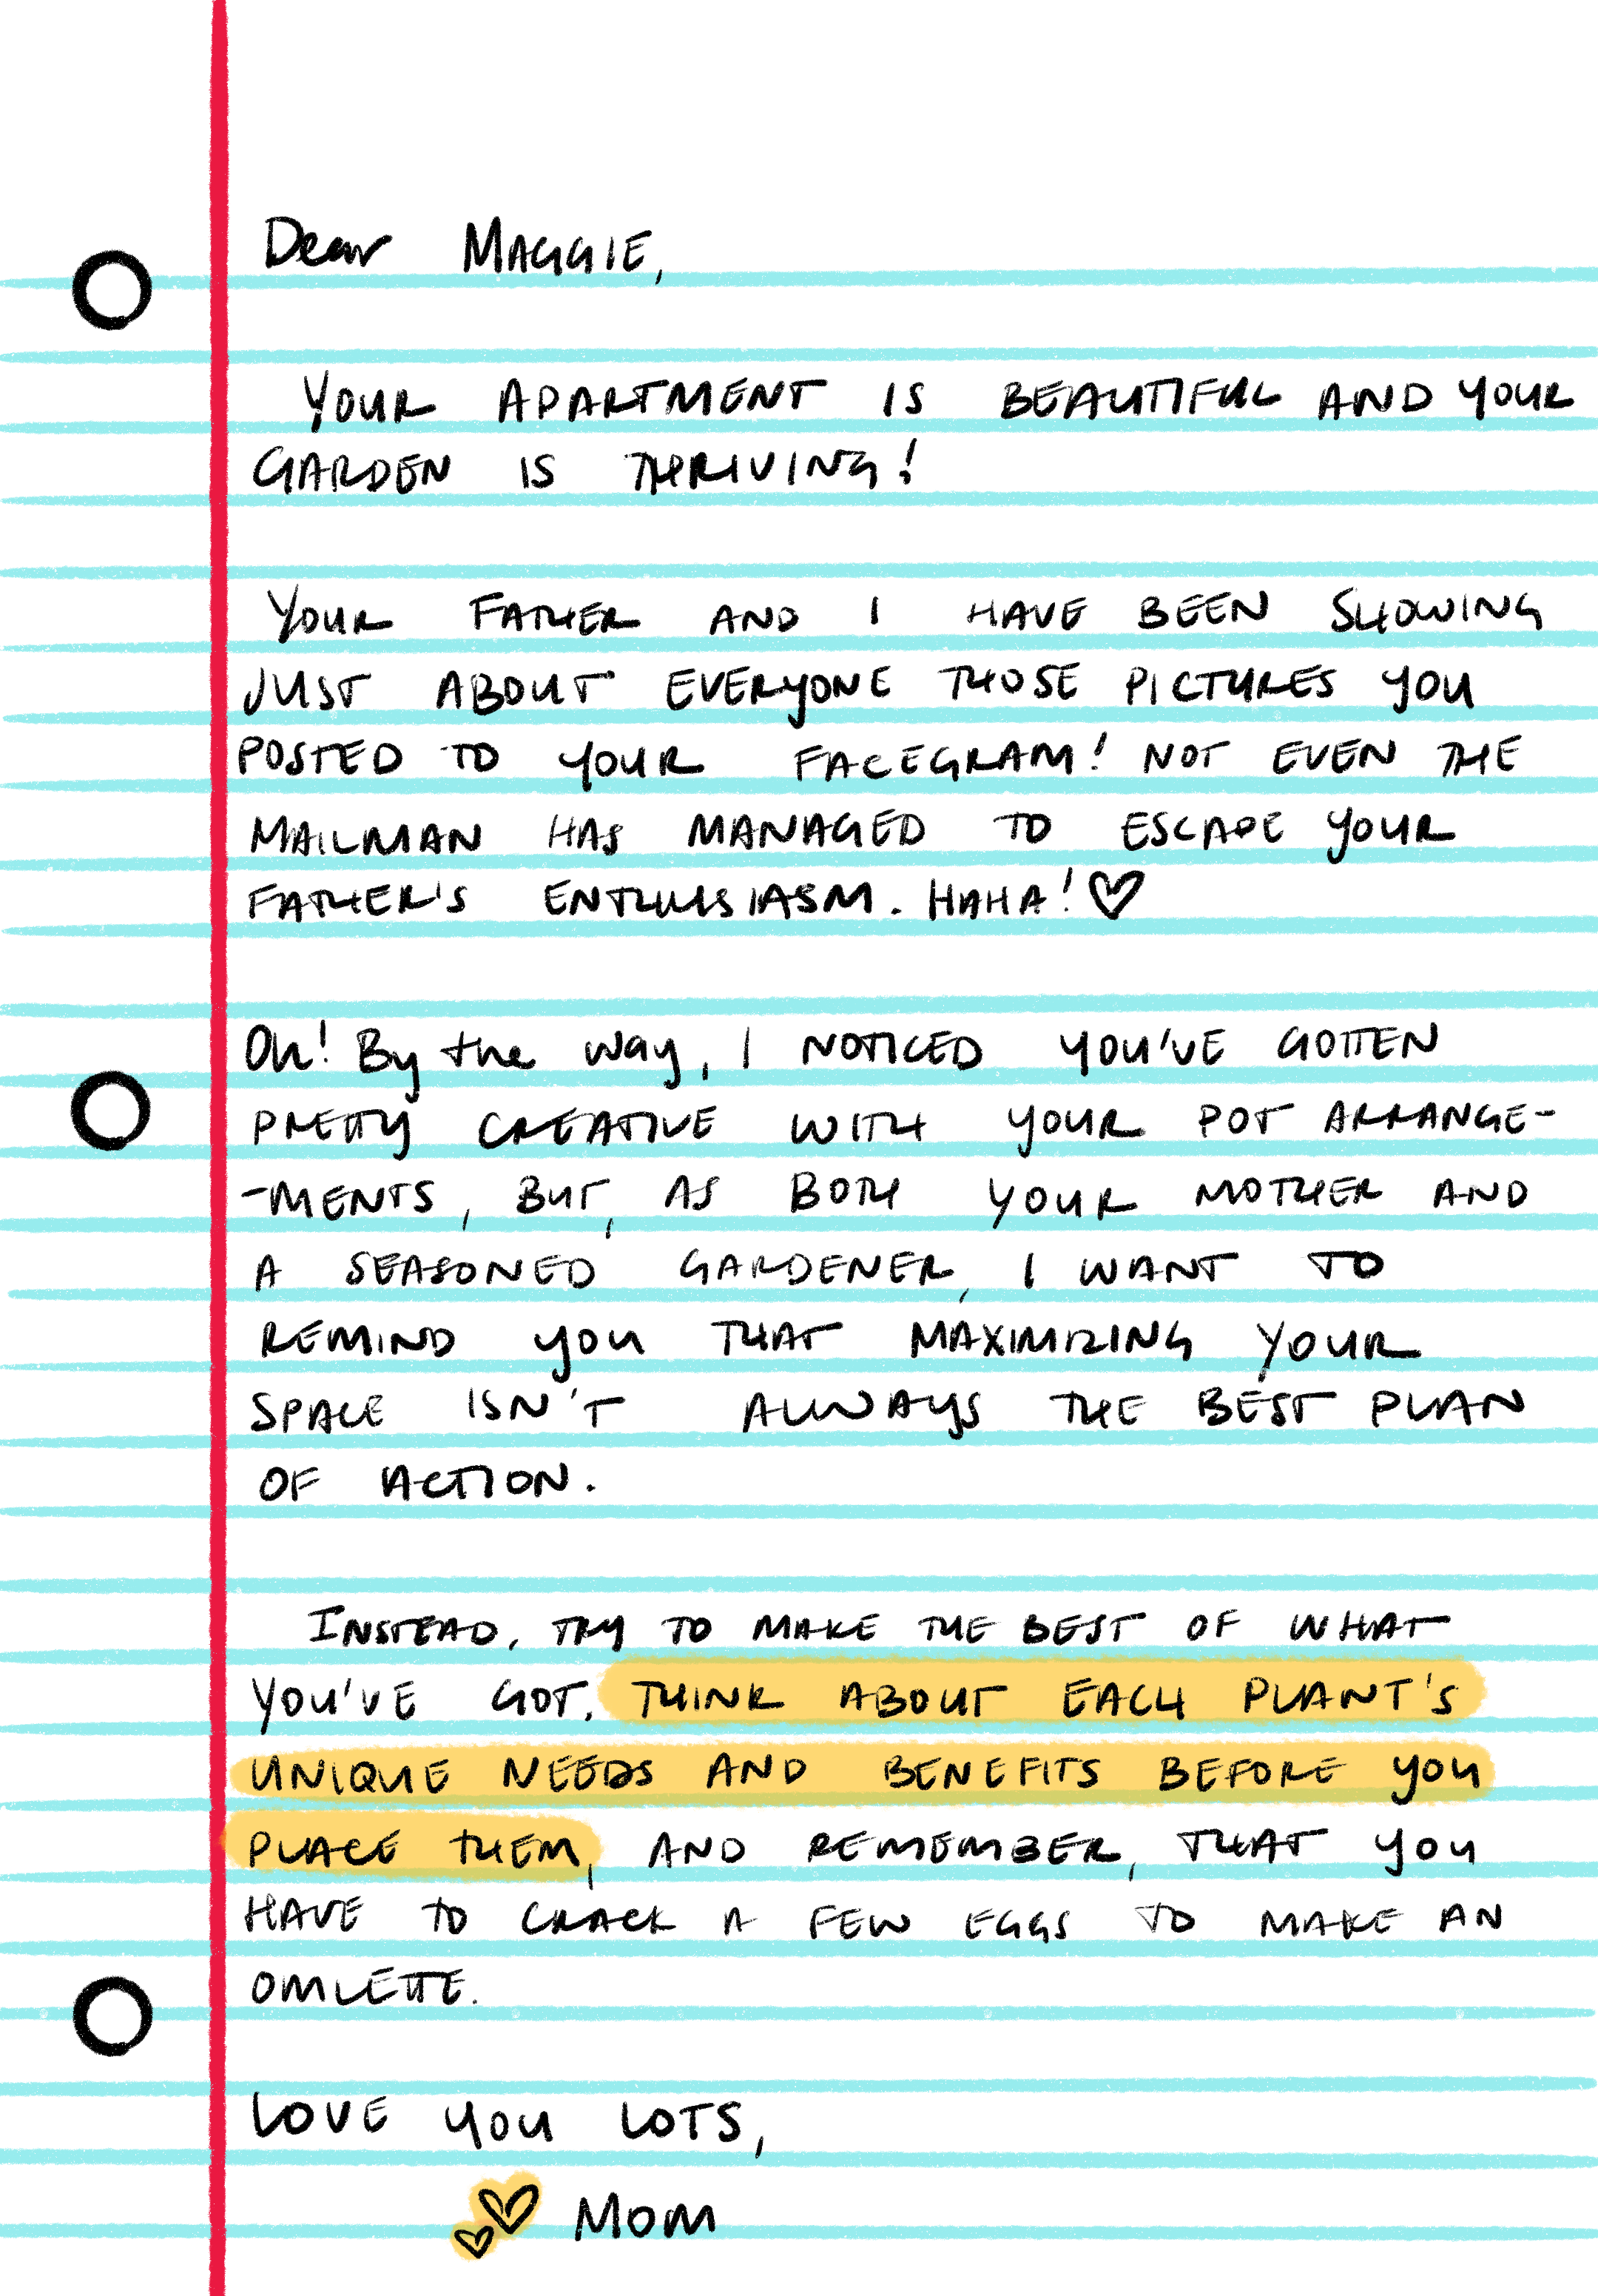 Dear MAGGIE,
YOUR APARTMENT IS BEAUTIFUL AND YOUR
GARDEN IS THRIVING!
YOUR FATHER AND I HAVE BEEN SHOWING
JUST ABOUT EVERYONE THOSE PICTURES YOU
POSTED TO YOUR FACEGRAM! NOT EVEN THE
MAILMAN HAS MANAGED TO ESCAPE YOUR
FATHER'S ENTHUSIASM. HAHA!♡
Oh! By the way, I NOTICED YOU'VE GOTTEN
PRETTY CREATIVE WITH YOUR POT ARRANGE-
-MENTS, BUT, AS BOTH YOUR MOTHER AND
A SEASONED GARDENER, I WANT TO
REMIND YOU THAT MAXIMIZING YOUR
SPACE ISN'T ALWAYS THE BEST PLAN
OF ACTION.
INSTEAD, TRY TO MAKE THE BEST OF WHAT
YOU'VE GOT. THINK ABOUT EACH PLANT'S
UNIQUE NEEDS AND BENEFITS BEFORE YOU
PLACE THEM, AND REMEMBER, THAT YOU
HAVE TO CRACK A FEW EGGS TO MAKE AN
OMLETTE.
LOVE YOU LOTS,
♡♡ MOM